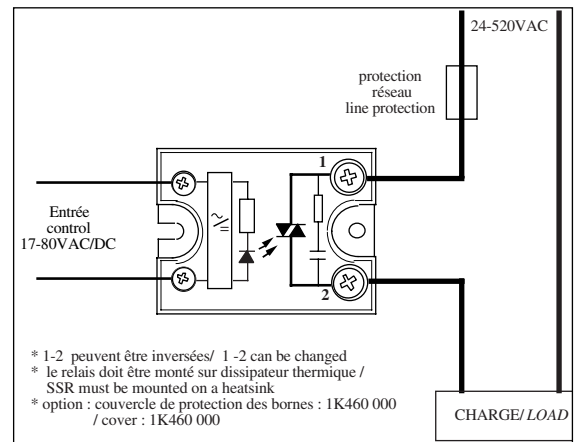 24-520VAC
protection
réseau
line protection
1
Entrée
control
17-80VAC/DC
~/=
2
* 1-2 peuvent être inversées/ 1 -2 can be changed
* le relais doit être monté sur dissipateur thermique /
SSR must be mounted on a heatsink
* option : couvercle de protection des bornes : 1K460 000
/ cover : 1K460 000
CHARGE/ LOAD